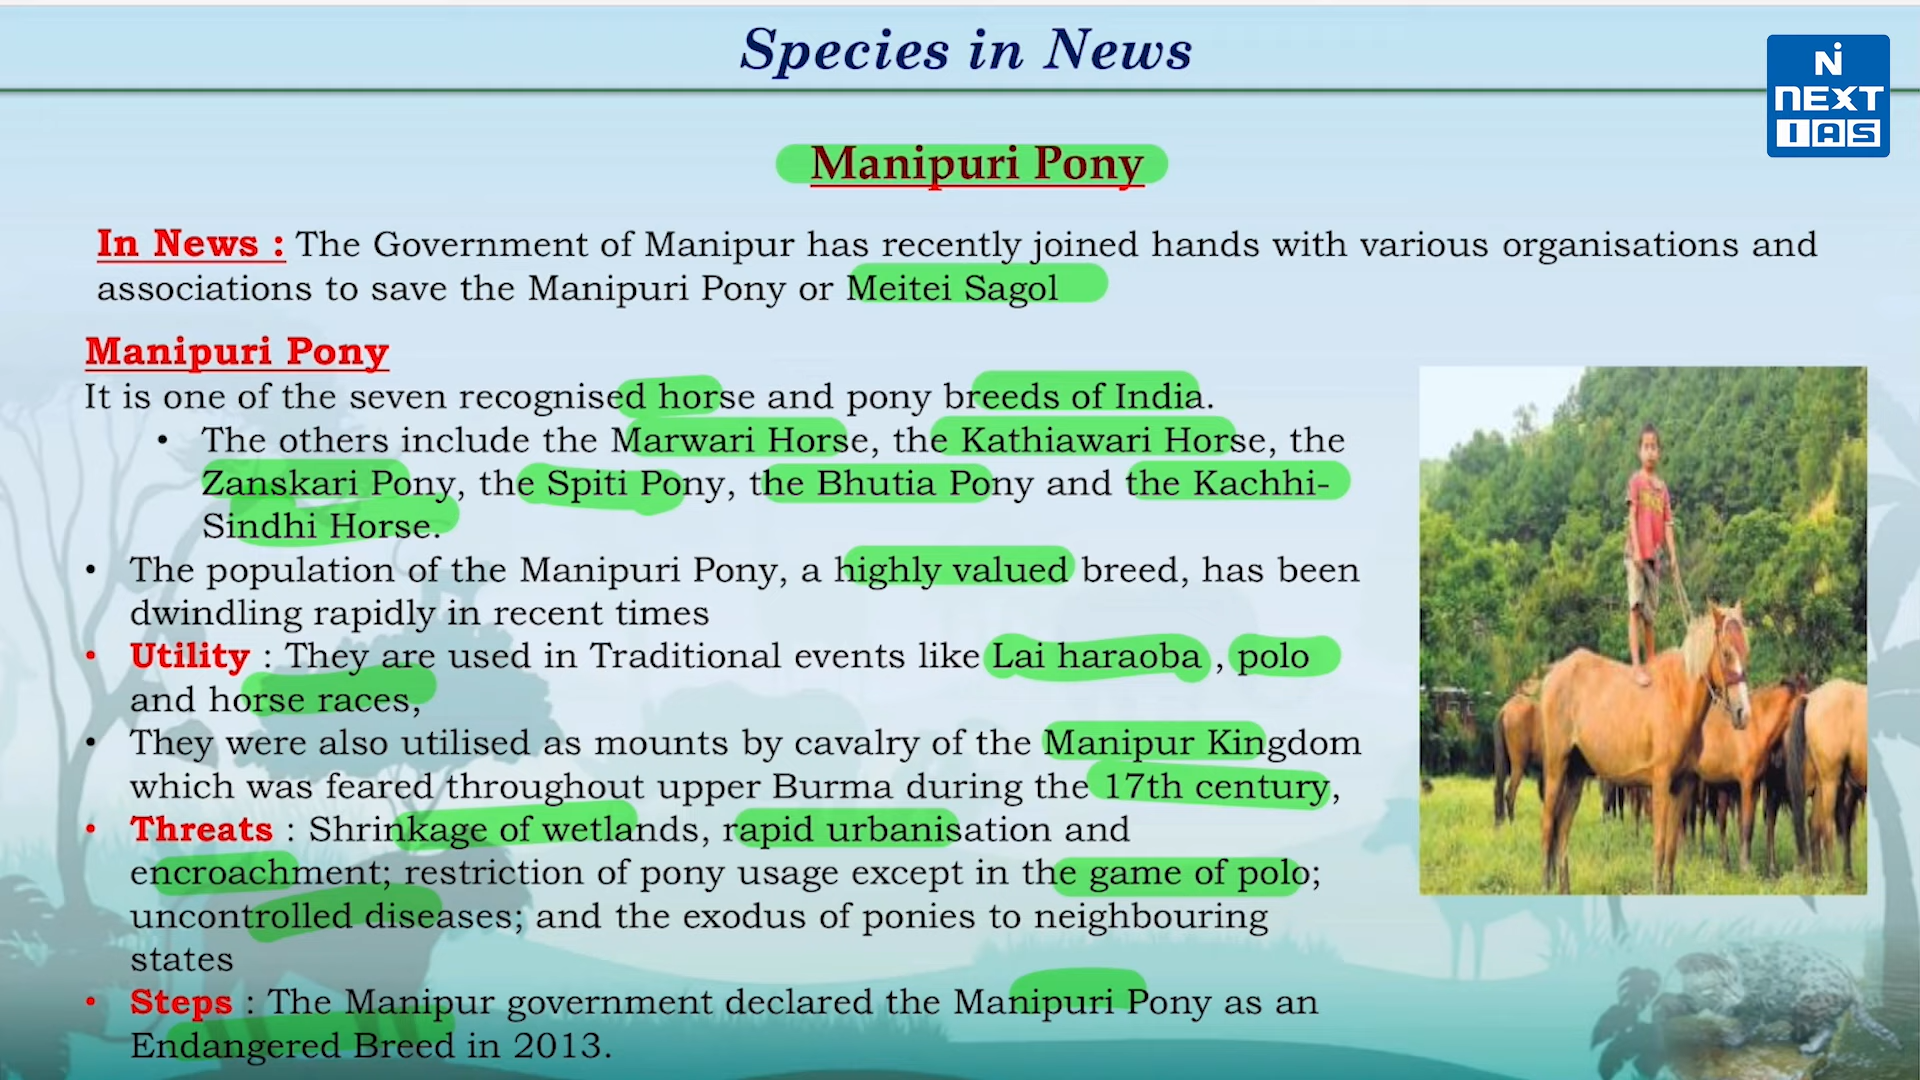 Species in News
N
NEXT
IAS
Manipuri Pony
In News : The Government of Manipur has recently joined hands with various organisations and
associations to save the Manipuri Pony or Meitei Sagol
Manipuri Pony
It is one of the seven recognised horse and pony breeds of India.
• The others include the Marwari Horse, the Kathiawari Horse, the
Zanskari Pony, the Spiti Pony, the Bhutia Pony and the Kachhi-
Sindhi Horse.
• The population of the Manipuri Pony, a highly valued breed, has been
dwindling rapidly in recent times
• Utility : They are used in Traditional events like Lai haraoba , polo
and horse races,
• They were also utilised as mounts by cavalry of the Manipur Kingdom
which was feared throughout upper Burma during the 17th century,
• Threats : Shrinkage of wetlands, rapid urbanisation and
encroachment; restriction of pony usage except in the game of polo;
uncontrolled diseases; and the exodus of ponies to neighbouring
states
• Steps : The Manipur government declared the Manipuri Pony as an
Endangered Breed in 2013.